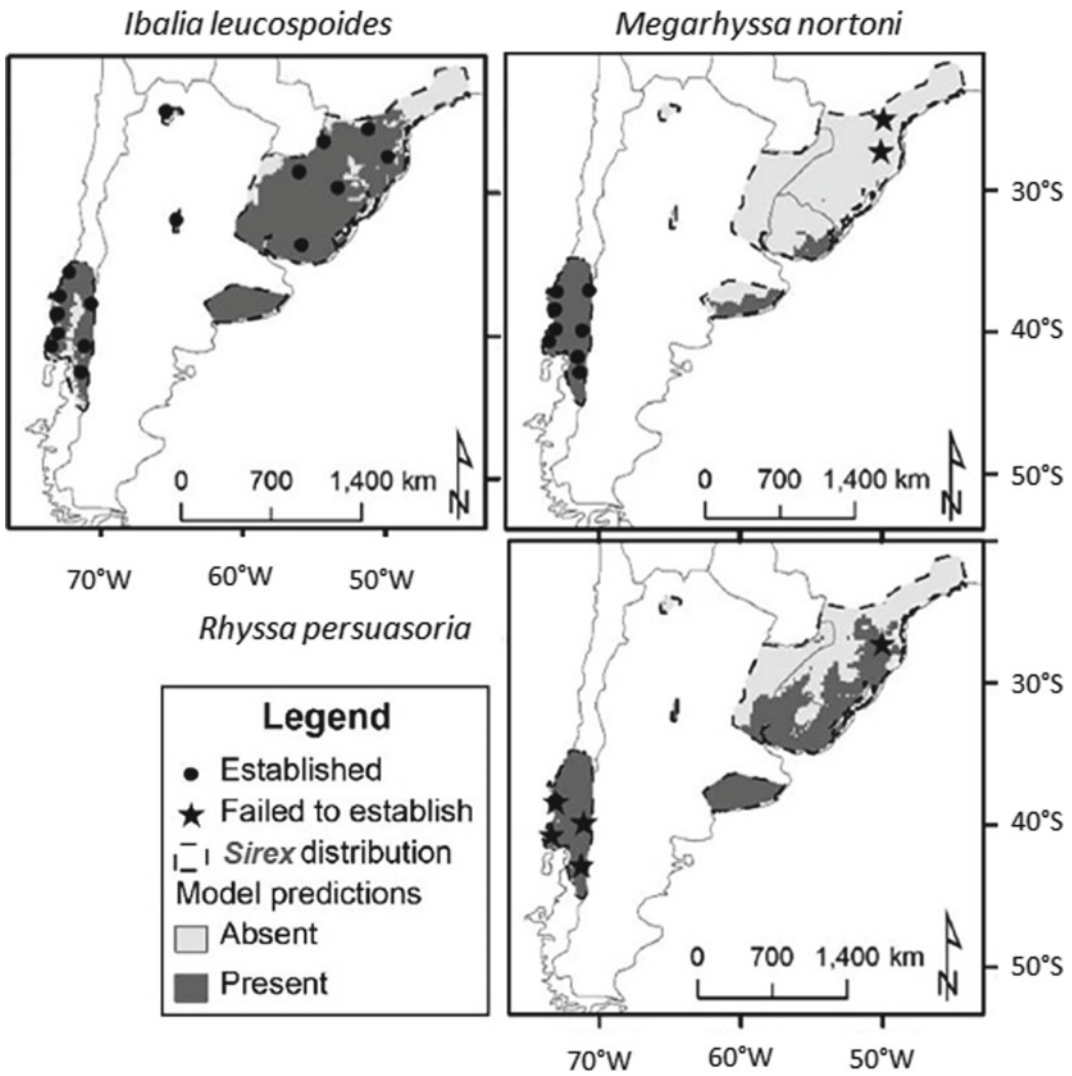 Ibalia leucospoides
Megarhyssa nortoni
30°S
40°S
50°S
0 700 1,400 km
N
0 700 1,400 km
N
70°W 60°W 50°W
Rhyssa persuasoria
Legend
Established
Failed to establish
Sirex distribution
Model predictions
Absent
Present
30°S
40°S
50°S
0 700 1,400 km
N
70°W 60°W 50°W